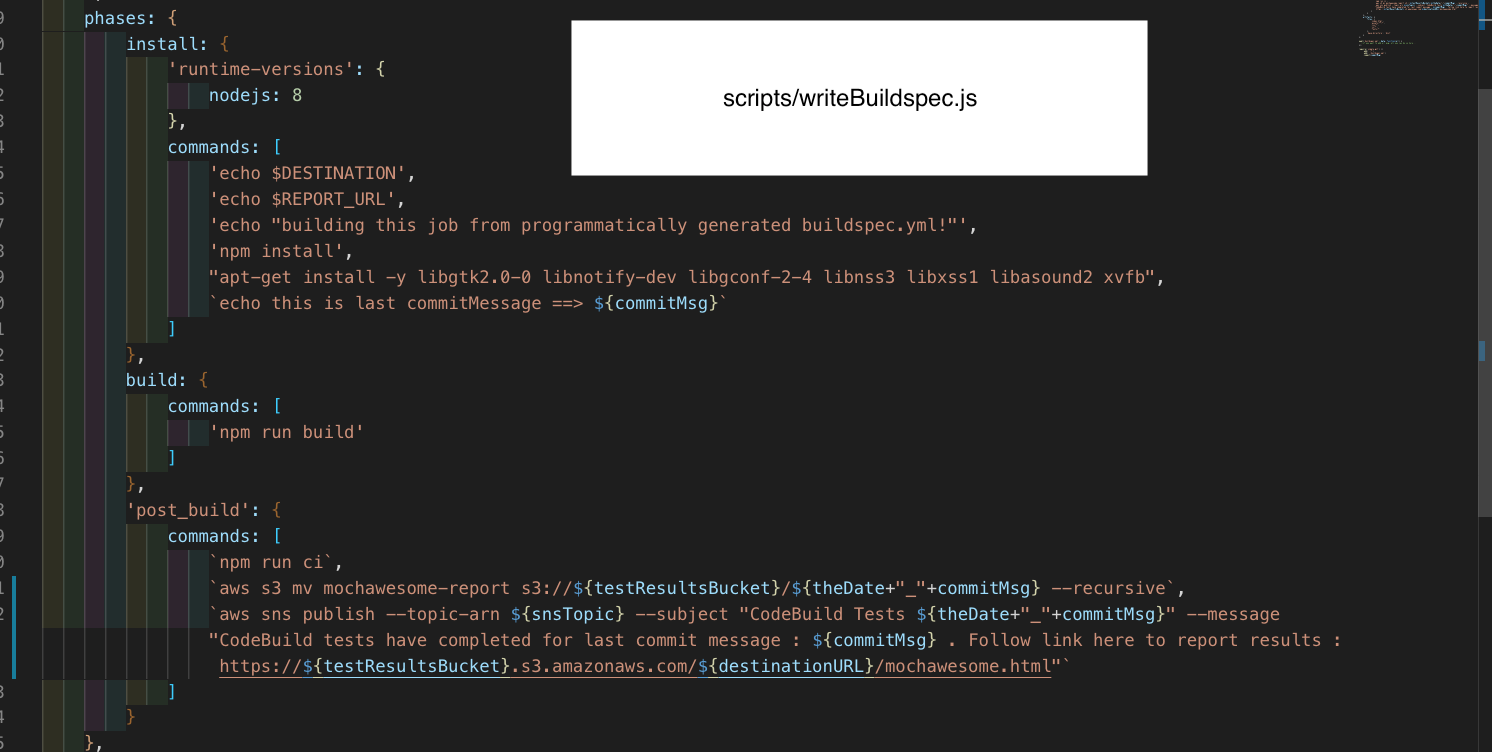 phases: {
install: {
'runtime-versions': {
nodejs: 8
},
commands: [
'echo $DESTINATION',
'echo $REPORT_URL',
'echo "building this job from programmatically generated buildspec.yml!"',
'npm install',
"apt-get install -y libgtk2.0-0 libnotify-dev libgconf-2-4 libnss3 libxss1 libasound2 xvfb",
`echo this is last commitMessage ==> ${commitMsg}`
]
},
build: {
commands: [
'npm run build'
]
},
'post_build': {
commands: [
`npm run ci`,
`aws s3 mv mochawesome-report s3://${testResultsBucket}/${theDate+"_"+commitMsg} --recursive`,
`aws sns publish --topic-arn ${snsTopic} --subject "CodeBuild Tests ${theDate+"_"+commitMsg}" --message
"CodeBuild tests have completed for last commit message : ${commitMsg} . Follow link here to report results :
https://${testResultsBucket}.s3.amazonaws.com/${destinationURL}/mochawesome.html"`
]
}
},
scripts/writeBuildspec.js